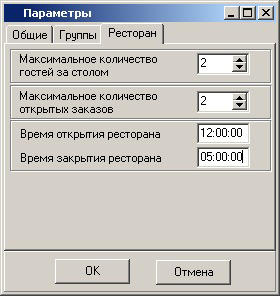 Параметры
Общие
Группы
Ресторан
Максимальное количество
гостей за столом
2
Максимальное количество
открытых заказов
2
Время открытия ресторана
12:00:00
Время закрытия ресторана
05:00:00
OK
Отмена